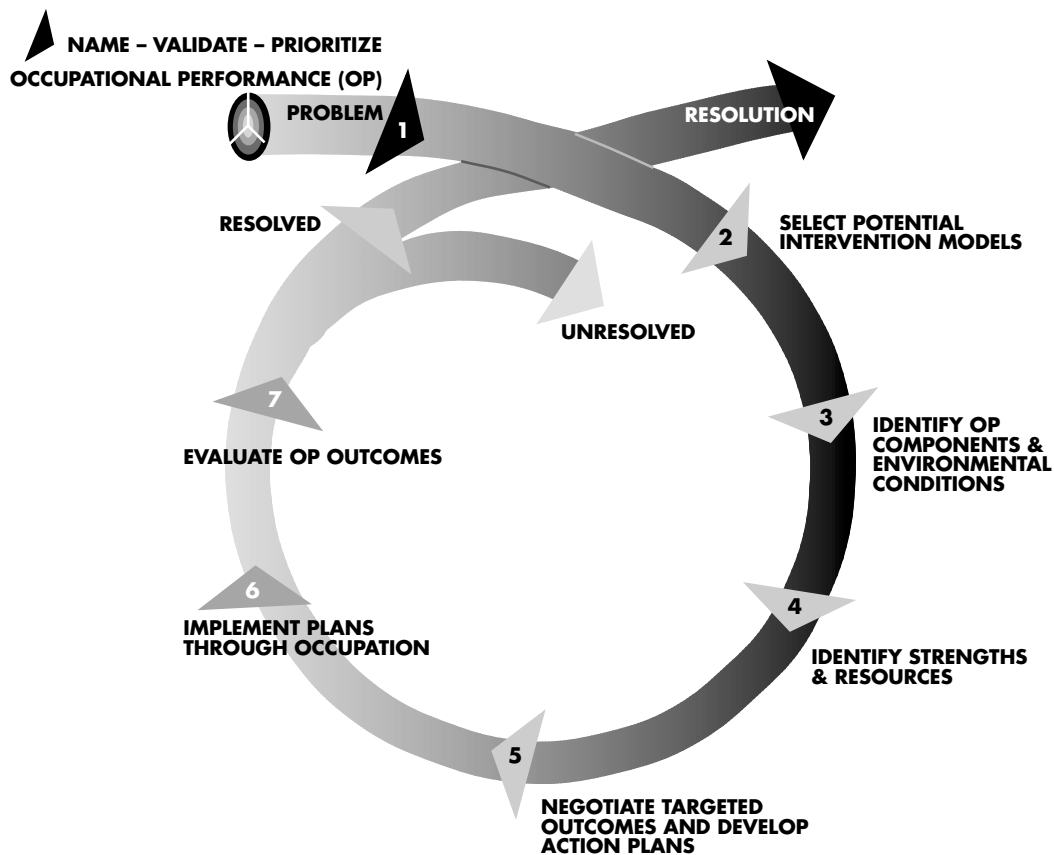 NAME – VALIDATE – PRIORITIZE
OCCUPATIONAL PERFORMANCE (OP)
PROBLEM
1
RESOLUTION
RESOLVED
2
SELECT POTENTIAL
INTERVENTION MODELS
UNRESOLVED
7
EVALUATE OP OUTCOMES
3
IDENTIFY OP
COMPONENTS &
ENVIRONMENTAL
CONDITIONS
6
IMPLEMENT PLANS
THROUGH OCCUPATION
4
IDENTIFY STRENGTHS
& RESOURCES
5
NEGOTIATE TARGETED
OUTCOMES AND DEVELOP
ACTION PLANS